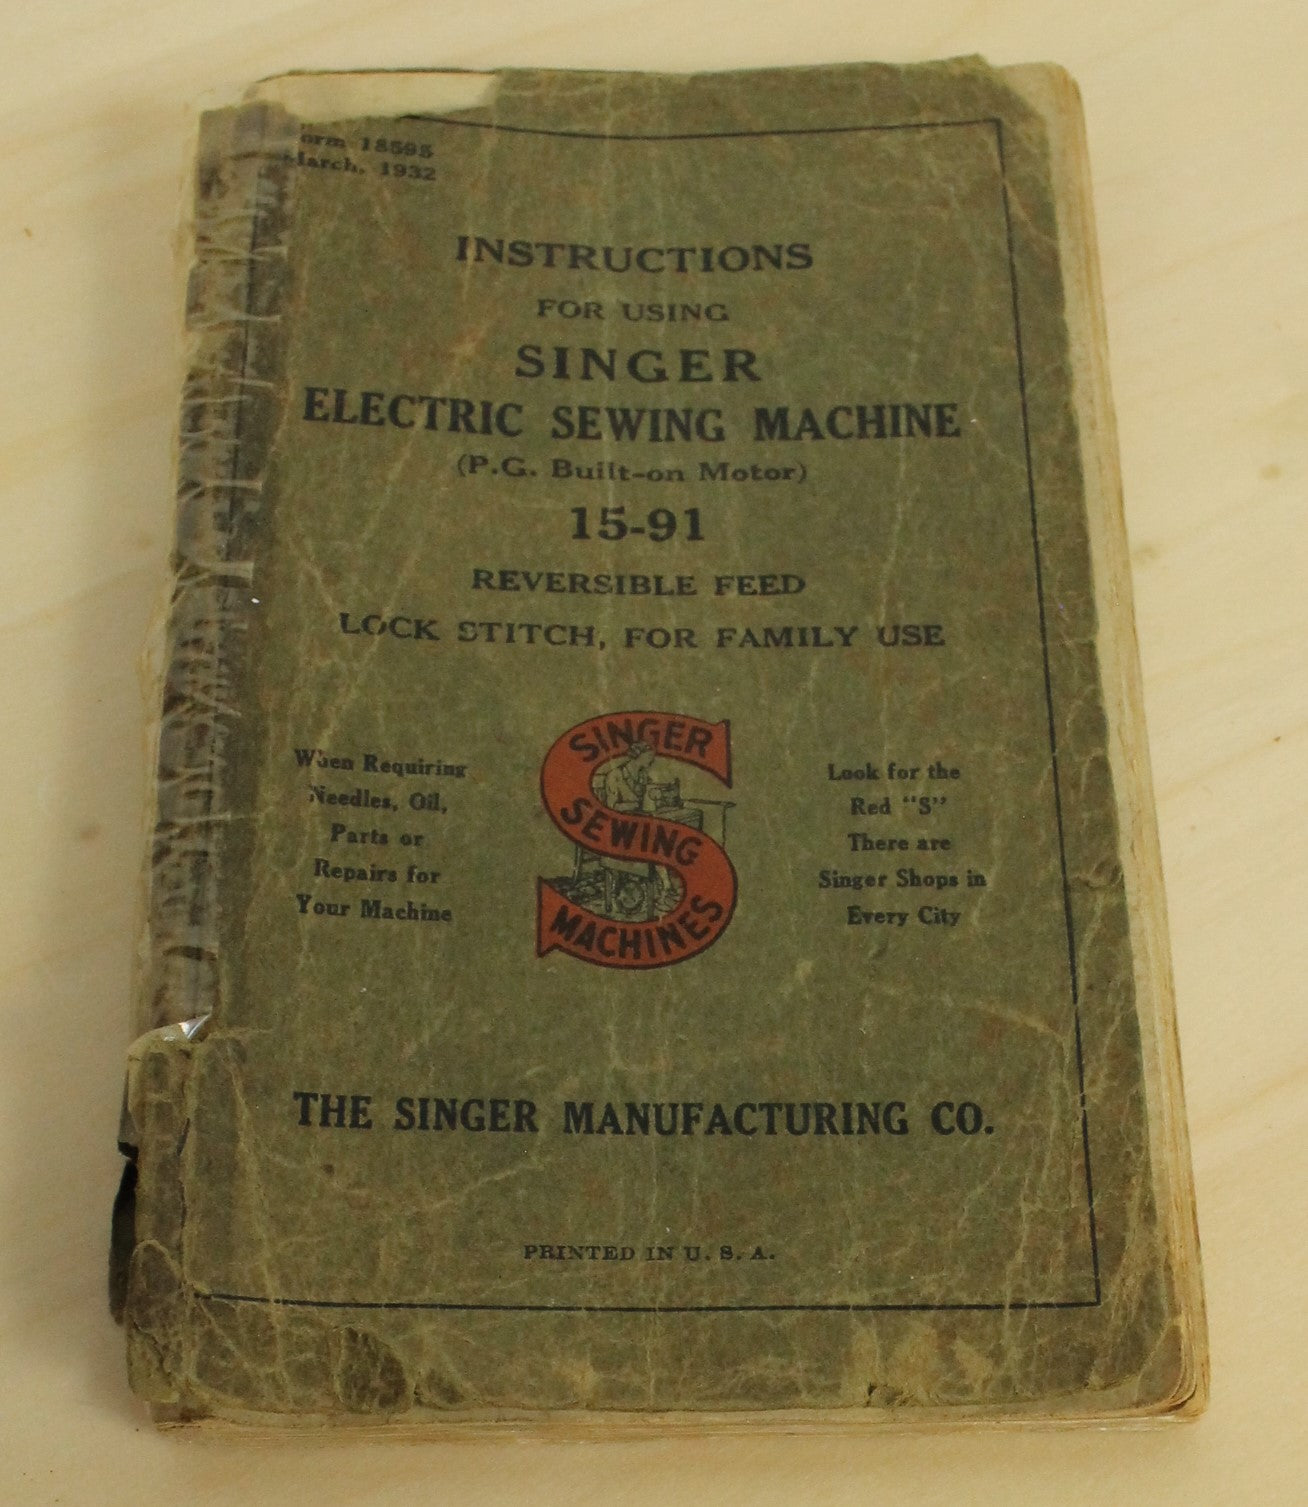 orm 18595
March, 1932
INSTRUCTIONS
FOR USING
SINGER
ELECTRIC SEWING MACHINE
(P.G. Built-on Motor)
15-91
REVERSIBLE FEED
LOCK STITCH, FOR FAMILY USE
When Requiring
Needles, Oil,
Parts or
Repairs for
Your Machine
SINGER
SEWING
MACHINES
Look for the
Red "S"
There are
Singer Shops in
Every City
THE SINGER MANUFACTURING CO.
PRINTED IN U. S. A.